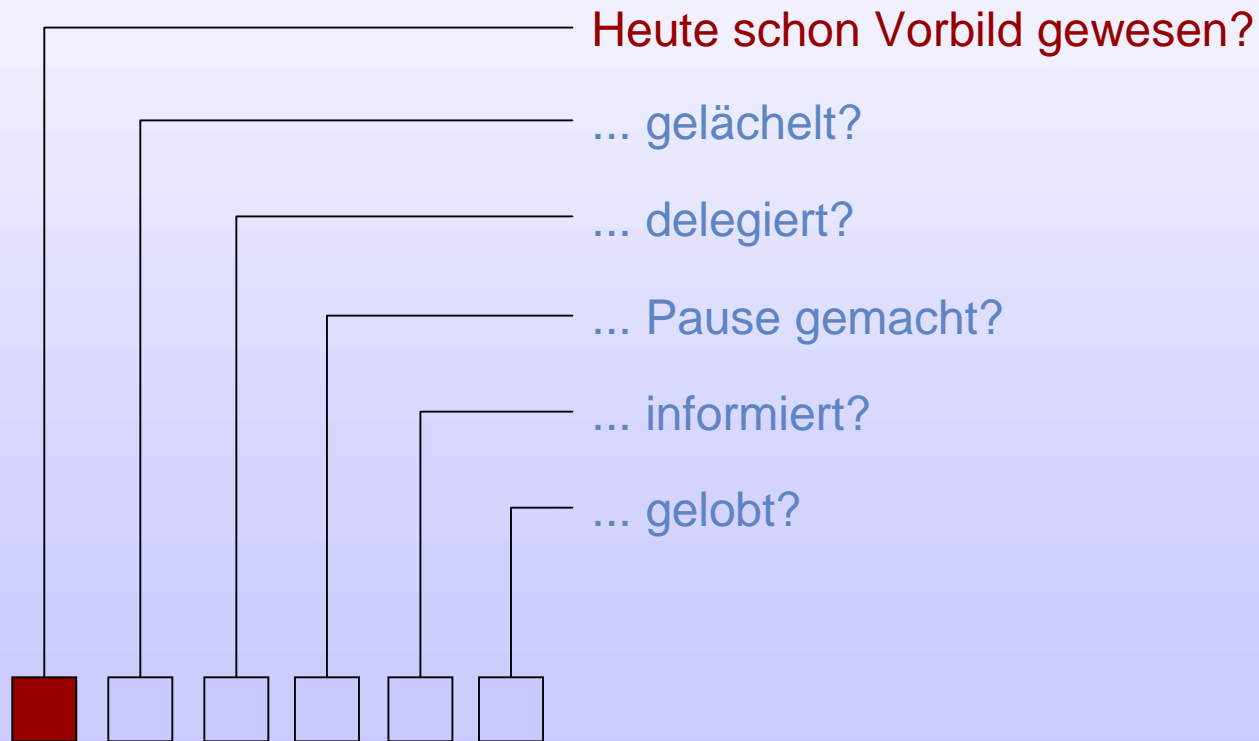 Heute schon Vorbild gewesen?
... gelächelt?
... delegiert?
... Pause gemacht?
... informiert?
... gelobt?